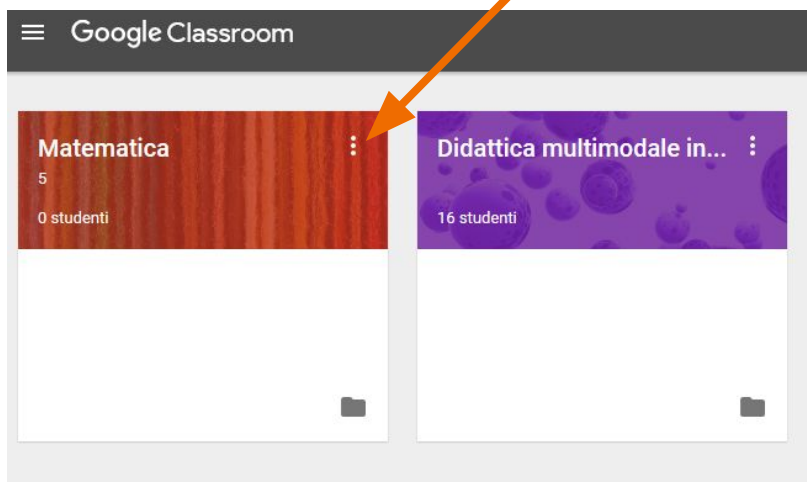 Google Classroom
Matematica
5
0 studenti
Didattica multimodale in...
16 studenti